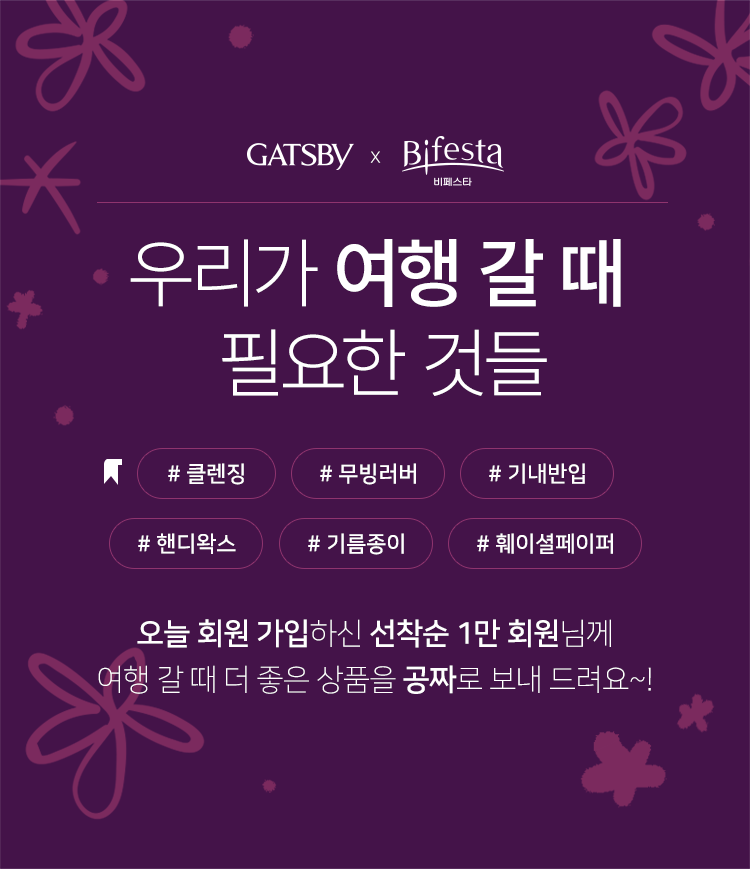 GATSBY x Bifesta
비페스타
우리가 여행 갈 때
필요한 것들
# 클렌징 # 무빙러버 # 기내반입
# 핸디왁스 # 기름종이 # 훼이셜페이퍼
오늘 회원 가입하신 선착순 1만 회원님께
여행 갈 때 더 좋은 상품을 공짜로 보내 드려요~!